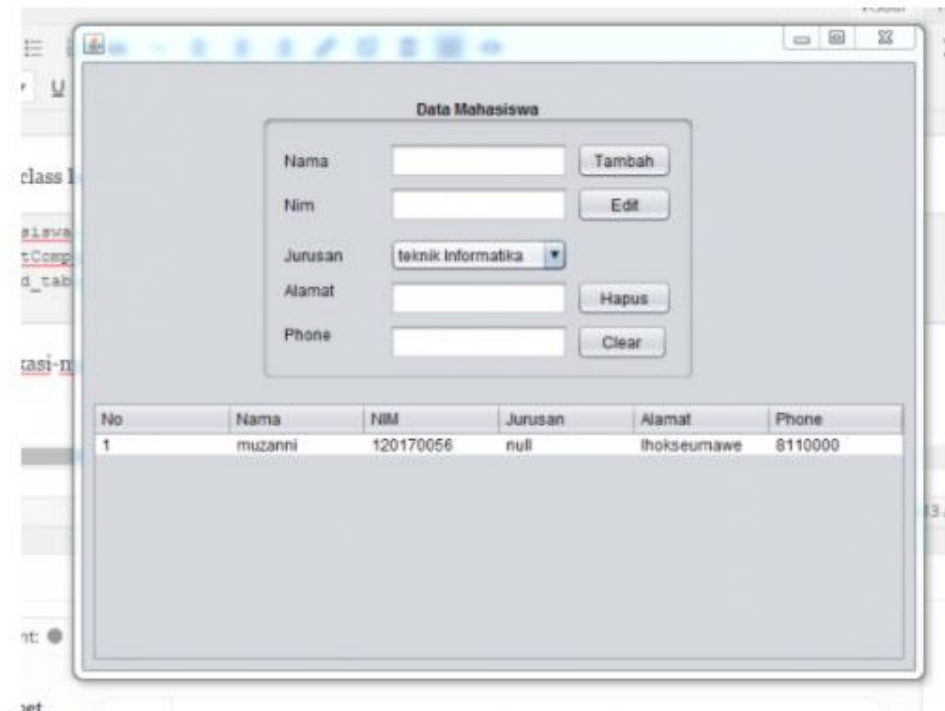 U
Data Mahasiswa
class
Nama Tambah
Nim Edit
Jurusan teknik Informatika
Alamat Hapus
Phone Clear
No Nama NIM Jurusan Alamat Phone
1 muzanni 120170056 null lhokseumawe 8110000